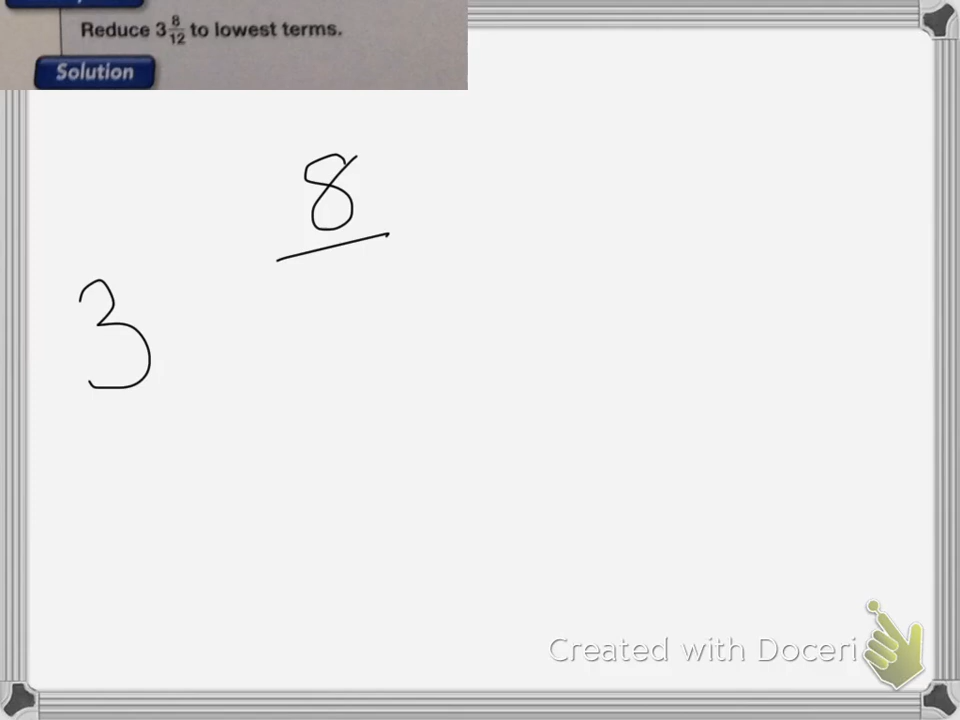 Reduce 3 8/12 to lowest terms.
Solution
8
3
Created with Doceri